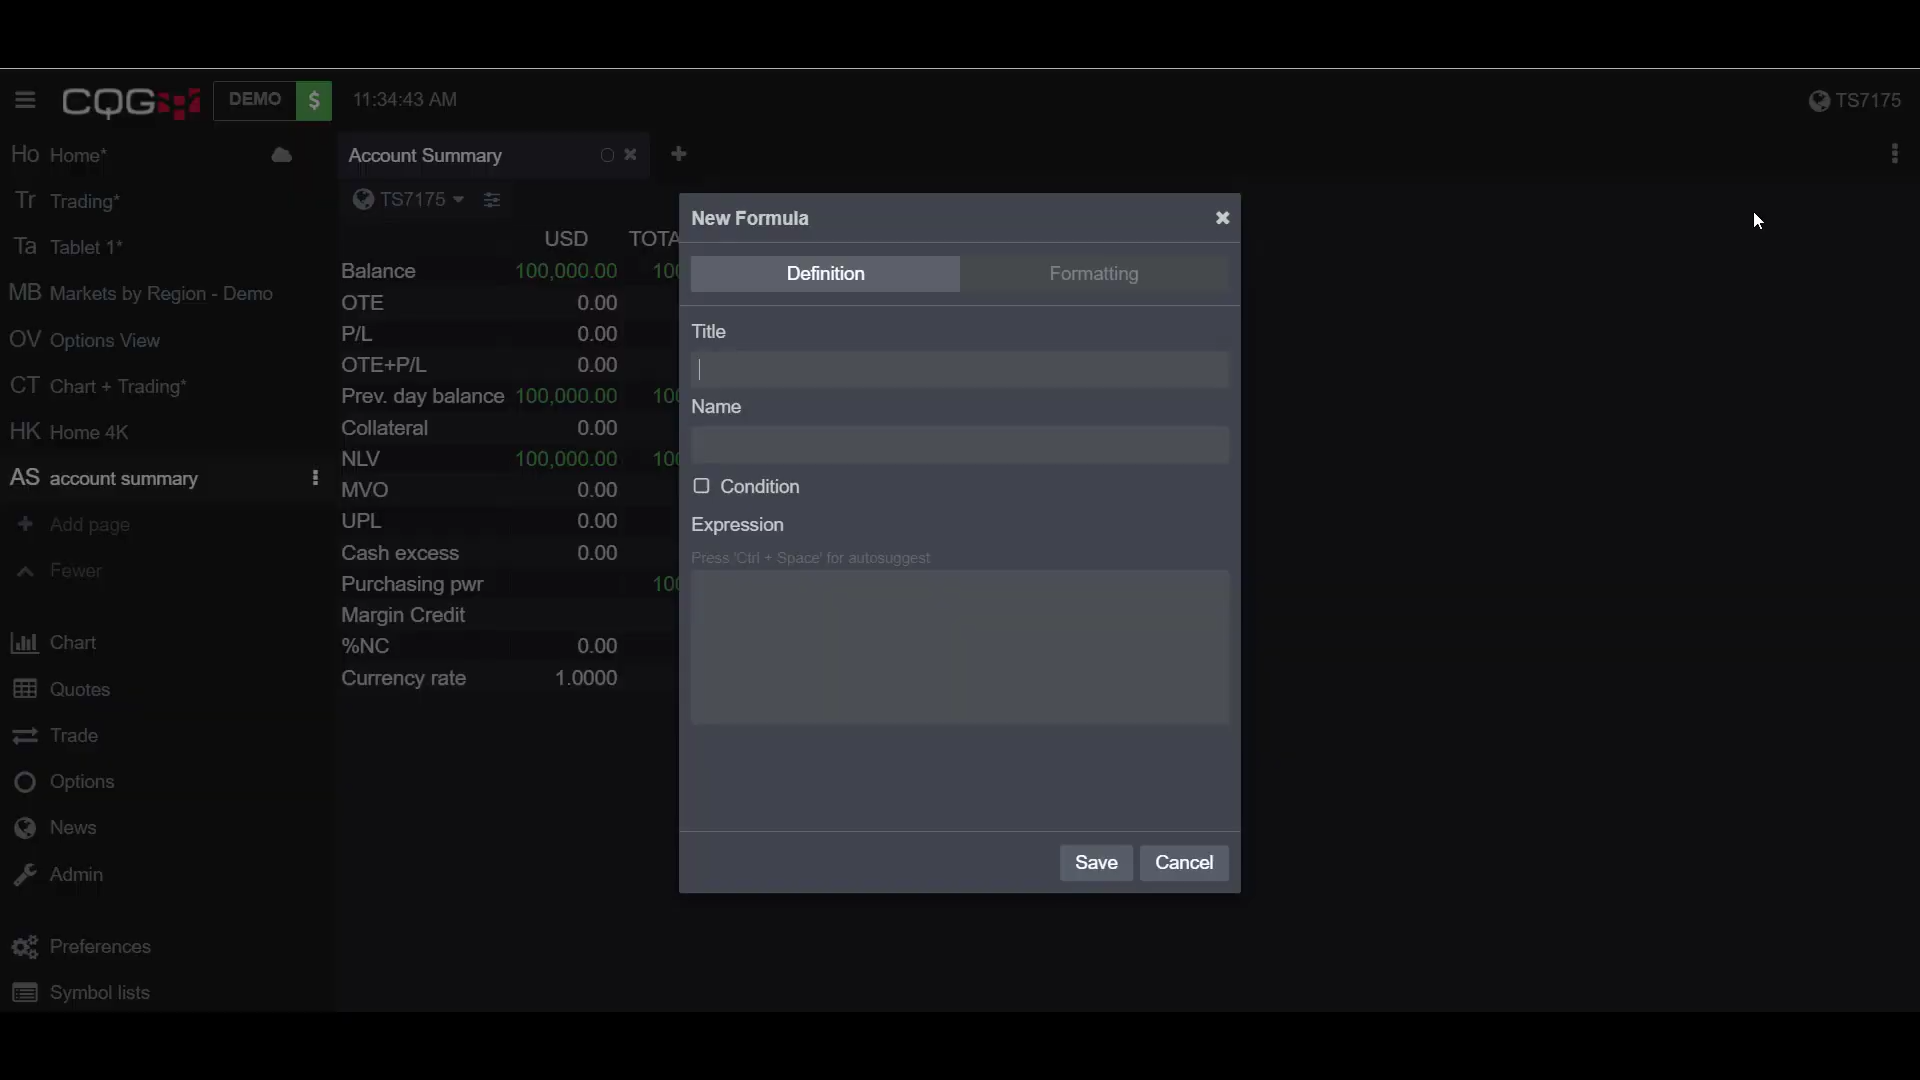 CQG
DEMO $ 11:34:43 AM
TS7175
Ho Home*
Tr Trading*
Ta Tablet 1*
MB Markets by Region - Demo
OV Options View
CT Chart + Trading*
HK Home 4K
AS account summary
Add page
Fewer
Chart
Quotes
Trade
Options
News
Admin
Preferences
Symbol lists
Account Summary
TS7175
USD TOTA
Balance 100,000.00 100
OTE 0.00
P/L 0.00
OTE+P/L 0.00
Prev. day balance 100,000.00 100
Collateral 0.00
NLV 100,000.00 100
MVO 0.00
UPL 0.00
Cash excess 0.00
Purchasing pwr 100
Margin Credit
%NC 0.00
Currency rate 1.0000
New Formula
Definition Formatting
Title
Name
Condition
Expression
Press 'Ctrl + Space' for autosuggest
Save Cancel